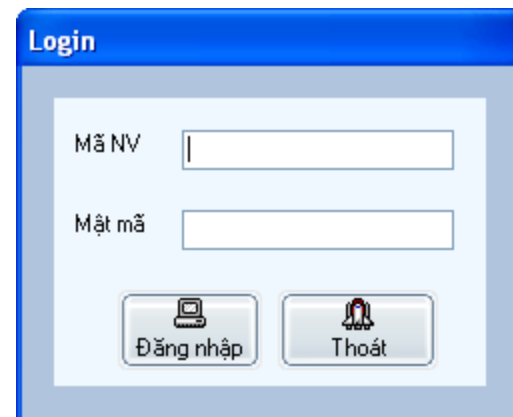 Login
Mã NV
Mật mã
Đăng nhập
Thoát